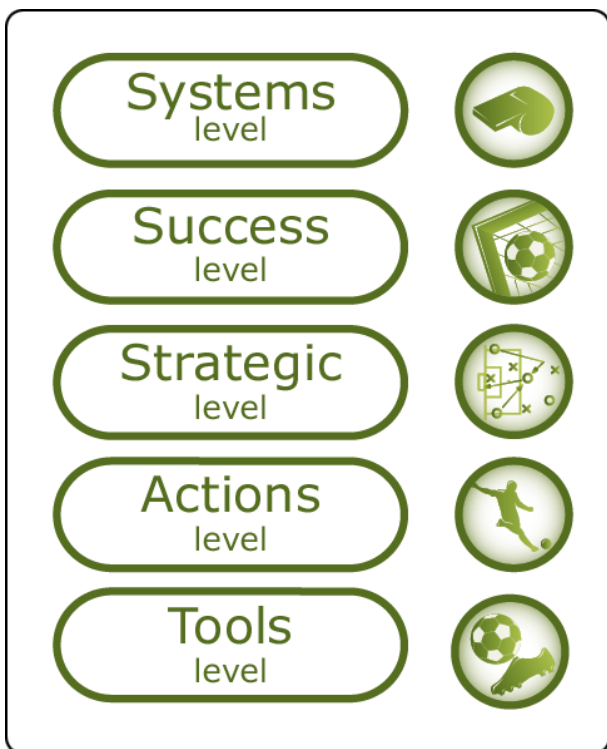 Systems
level
Success
level
Strategic
level
Actions
level
Tools
level